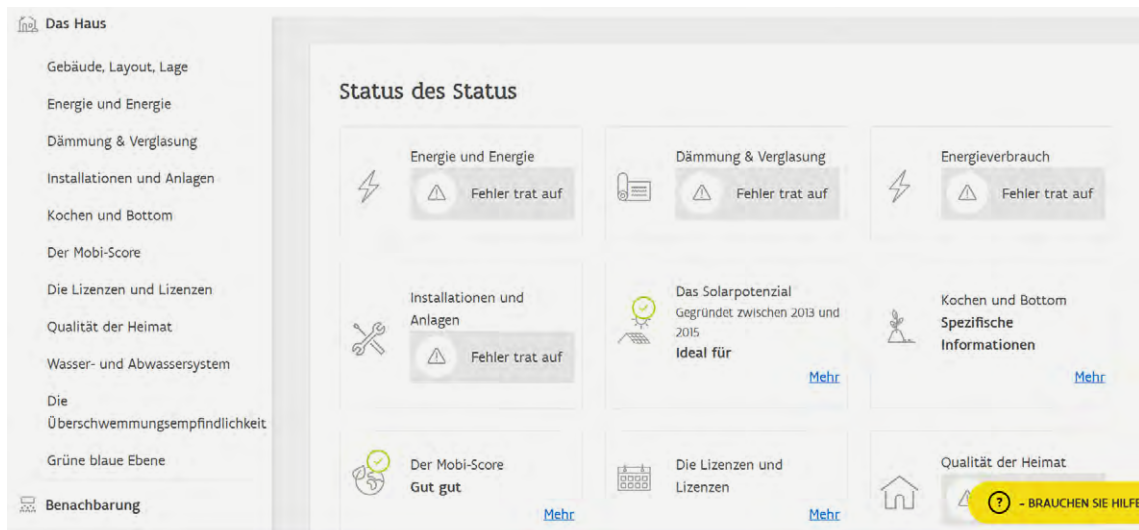 Das Haus
Gebäude, Layout, Lage
Energie und Energie
Dämmung & Verglasung
Installationen und Anlagen
Kochen und Bottom
Der Mobi-Score
Die Lizenzen und Lizenzen
Qualität der Heimat
Wasser- und Abwassersystem
Die
Überschwemmungsempfindlichkeit
Grüne blaue Ebene
Benachbarung
Status des Status
Energie und Energie
Fehler trat auf
Dämmung & Verglasung
Fehler trat auf
Energieverbrauch
Fehler trat auf
Installationen und
Anlagen
Fehler trat auf
Das Solarpotenzial
Gegründet zwischen 2013 und
2015
Ideal für
Mehr
Kochen und Bottom
Spezifische
Informationen
Mehr
Der Mobi-Score
Gut gut
Mehr
Die Lizenzen und
Lizenzen
Mehr
Qualität der Heimat
? - BRAUCHEN SIE HILFE